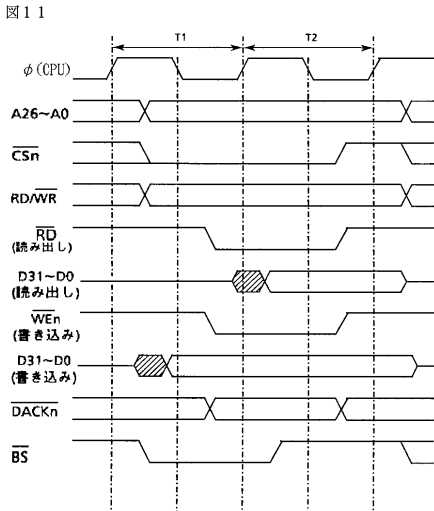 図11
T1 T2
φ(CPU)
A26~A0
CSn
RD/WR
RD
(読み出し)
D31~D0
(読み出し)
WEn
(書き込み)
D31~D0
(書き込み)
DACKn
BS